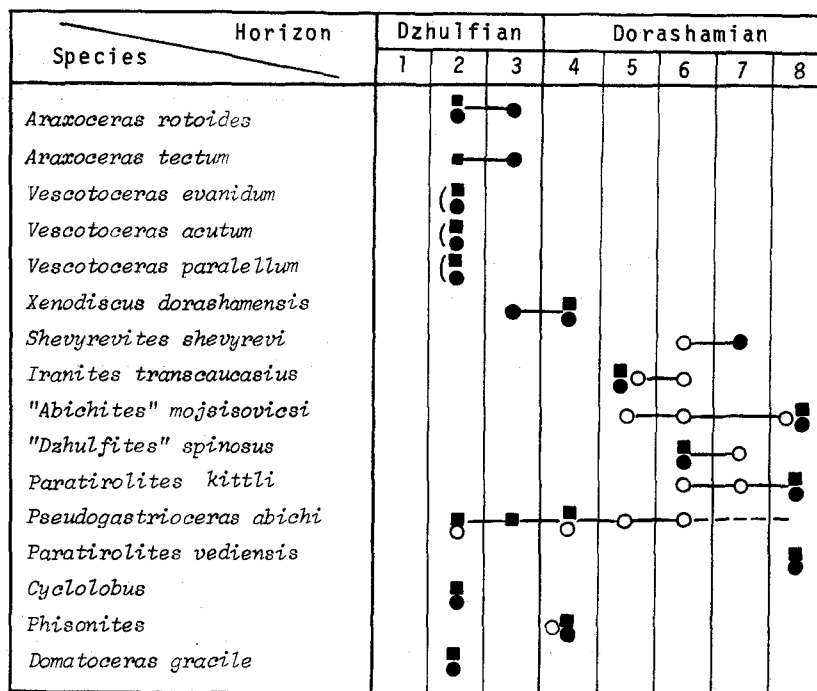 Horizon Dzhulfian Dorashamian
Species 1 2 3 4 5 6 7 8
Araxoceras rotoides
Araxoceras tectum
Vescotoceras evanidum
Vescotoceras acutum
Vescotoceras paralellum
Xenodiscus dorashamensis
Shevyrevites shevyrevi
Iranites transcaucasius
"Abichites" mojsisovicsi
"Dzhulfites" spinosus
Paratirolites kittli
Pseudogastrioceras abichi
Paratirolites vediensis
Cyclolobus
Phisonites
Domatoceras gracile